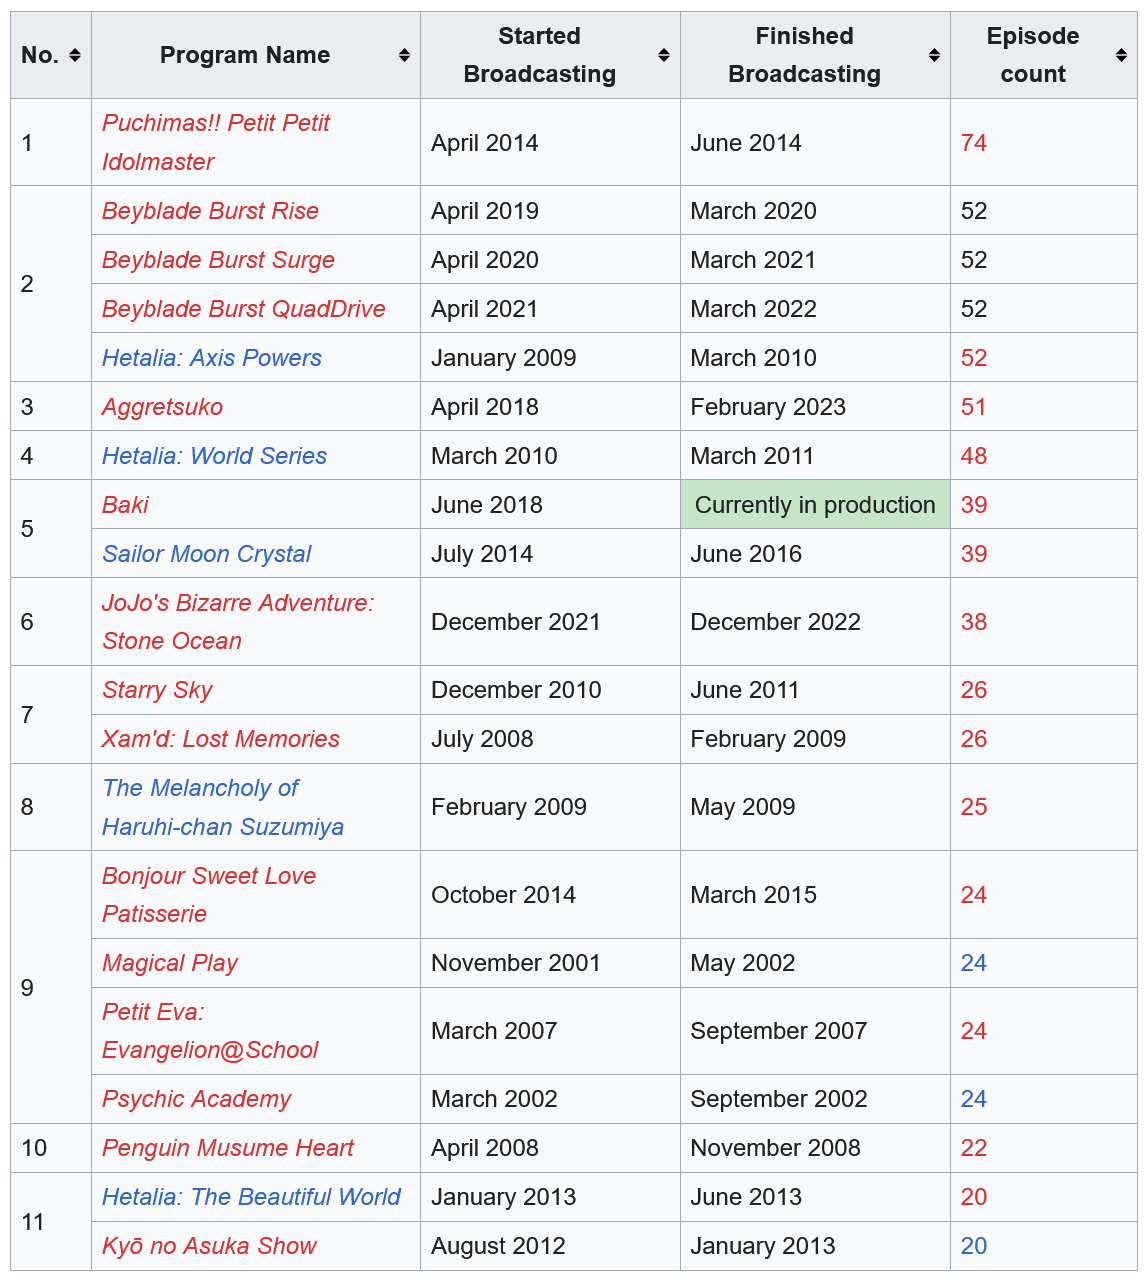 No. Program Name Started Broadcasting Finished Broadcasting Episode count
1 Puchimas!! Petit Petit Idolmaster April 2014 June 2014 74
2 Beyblade Burst Rise April 2019 March 2020 52
Beyblade Burst Surge April 2020 March 2021 52
Beyblade Burst QuadDrive April 2021 March 2022 52
Hetalia: Axis Powers January 2009 March 2010 52
3 Aggretsuko April 2018 February 2023 51
4 Hetalia: World Series March 2010 March 2011 48
5 Baki June 2018 Currently in production 39
Sailor Moon Crystal July 2014 June 2016 39
6 JoJo's Bizarre Adventure: Stone Ocean December 2021 December 2022 38
7 Starry Sky December 2010 June 2011 26
Xam'd: Lost Memories July 2008 February 2009 26
8 The Melancholy of Haruhi-chan Suzumiya February 2009 May 2009 25
9 Bonjour Sweet Love Patisserie October 2014 March 2015 24
Magical Play November 2001 May 2002 24
Petit Eva: Evangelion@School March 2007 September 2007 24
Psychic Academy March 2002 September 2002 24
10 Penguin Musume Heart April 2008 November 2008 22
11 Hetalia: The Beautiful World January 2013 June 2013 20
Kyō no Asuka Show August 2012 January 2013 20